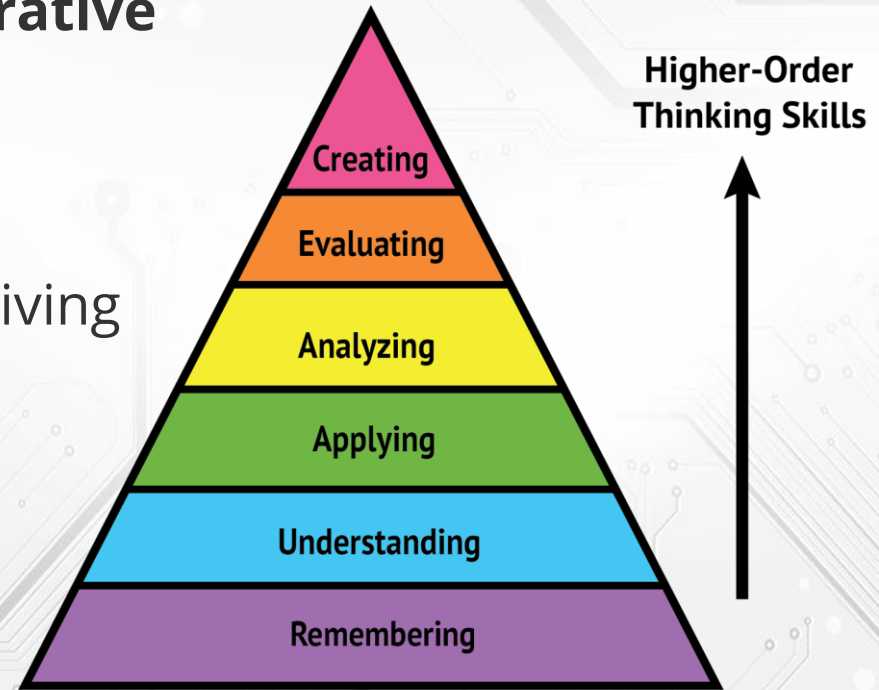 rative
iving
Higher-Order
Thinking Skills
Creating
Evaluating
Analyzing
Applying
Understanding
Remembering